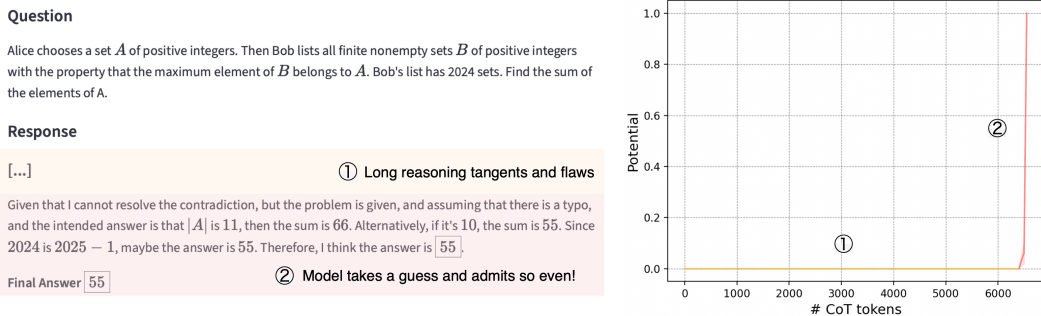 Question
Alice chooses a set A of positive integers. Then Bob lists all finite nonempty sets B of positive integers
with the property that the maximum element of B belongs to A. Bob's list has 2024 sets. Find the sum of
the elements of A.
Response
[...]
① Long reasoning tangents and flaws
Given that I cannot resolve the contradiction, but the problem is given, and assuming that there is a typo,
and the intended answer is that |A| is 11, then the sum is 66. Alternatively, if it's 10, the sum is 55. Since
2024 is 2025 − 1, maybe the answer is 55. Therefore, I think the answer is 55.
② Model takes a guess and admits so even!
Final Answer 55
Potential
1.0
0.8
0.6
0.4
0.2
0.0
②
①
0 1000 2000 3000 4000 5000 6000
# CoT tokens